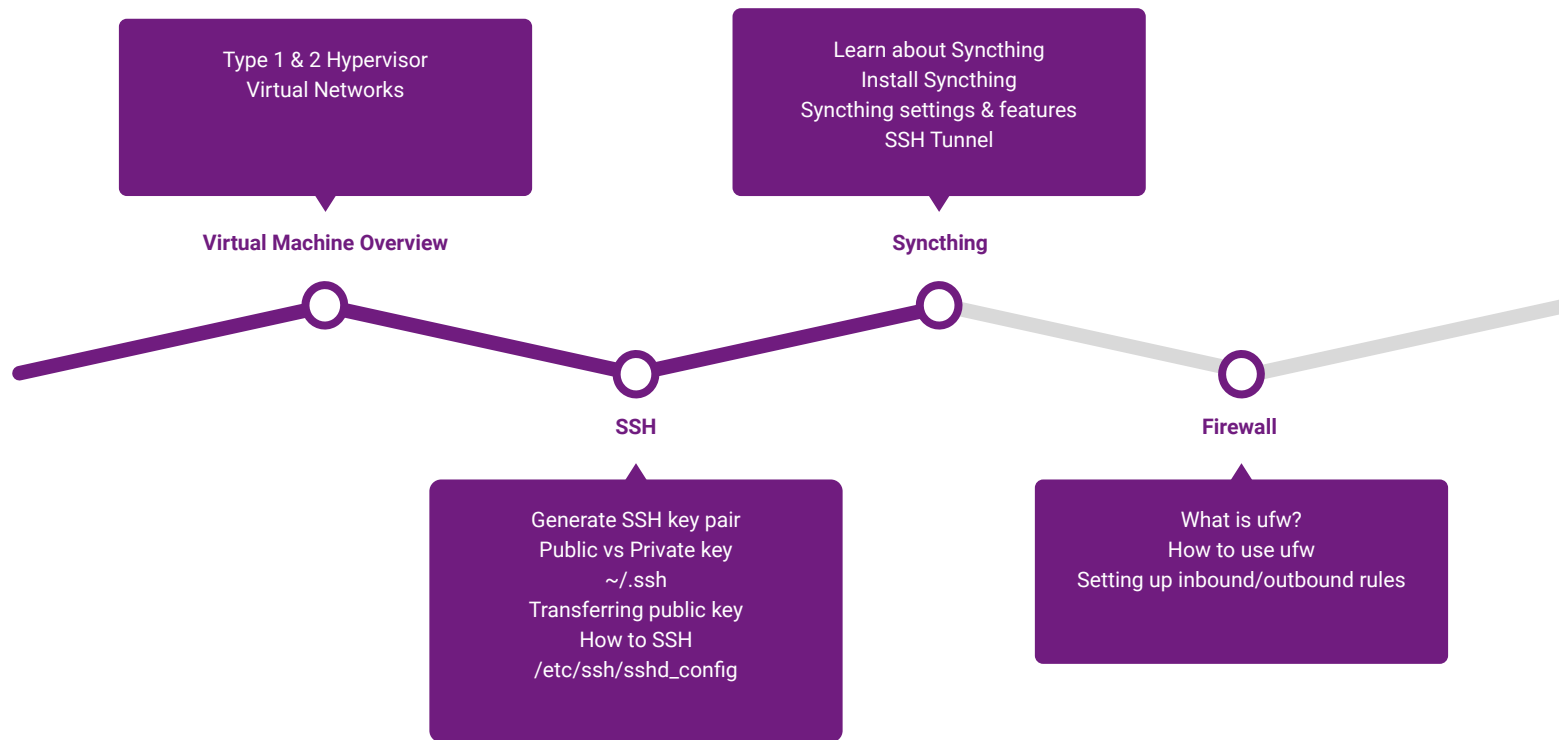 Type 1 & 2 Hypervisor
Virtual Networks
Virtual Machine Overview
Generate SSH key pair
Public vs Private key
~/.ssh
Transferring public key
How to SSH
/etc/ssh/sshd_config
SSH
Learn about Syncthing
Install Syncthing
Syncthing settings & features
SSH Tunnel
Syncthing
Firewall
What is ufw?
How to use ufw
Setting up inbound/outbound rules